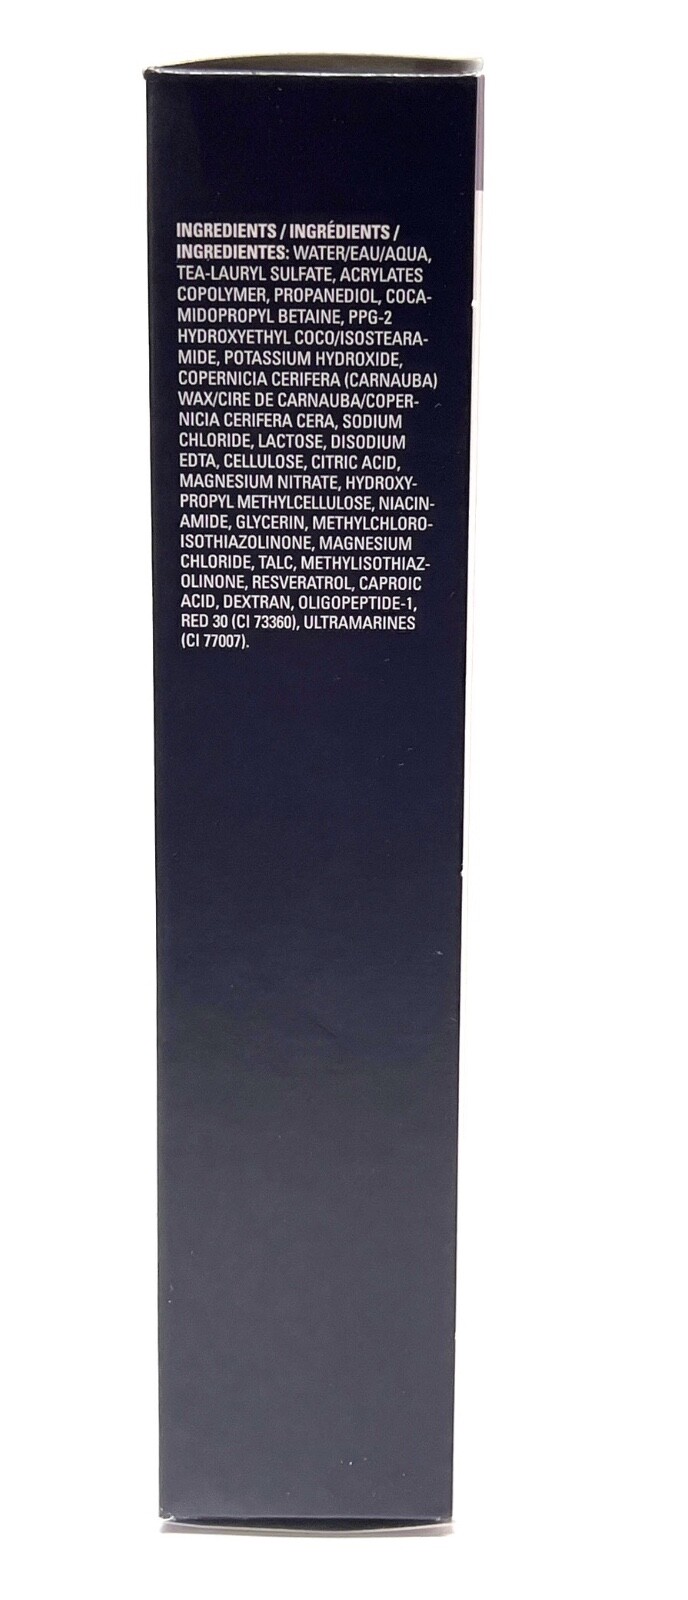 INGREDIENTS / INGRÉDIENTS /
INGREDIENTES: WATER/EAU/AQUA,
TEA-LAURYL SULFATE, ACRYLATES
COPOLYMER, PROPANEDIOL, COCA-
MIDOPROPYL BETAINE, PPG-2
HYDROXYETHYL COCO/ISOSTEARA-
MIDE, POTASSIUM HYDROXIDE,
COPERNICIA CERIFERA (CARNAUBA)
WAX/CIRE DE CARNAUBA/COPER-
NICIA CERIFERA CERA, SODIUM
CHLORIDE, LACTOSE, DISODIUM
EDTA, CELLULOSE, CITRIC ACID,
MAGNESIUM NITRATE, HYDROXY-
PROPYL METHYLCELLULOSE, NIACIN-
AMIDE, GLYCERIN, METHYLCHLORO-
ISOTHIAZOLINONE, MAGNESIUM
CHLORIDE, TALC, METHYLISOTHIAZ-
OLINONE, RESVERATROL, CAPROIC
ACID, DEXTRAN, OLIGOPEPTIDE-1,
RED 30 (CI 73360), ULTRAMARINES
(CI 77007).